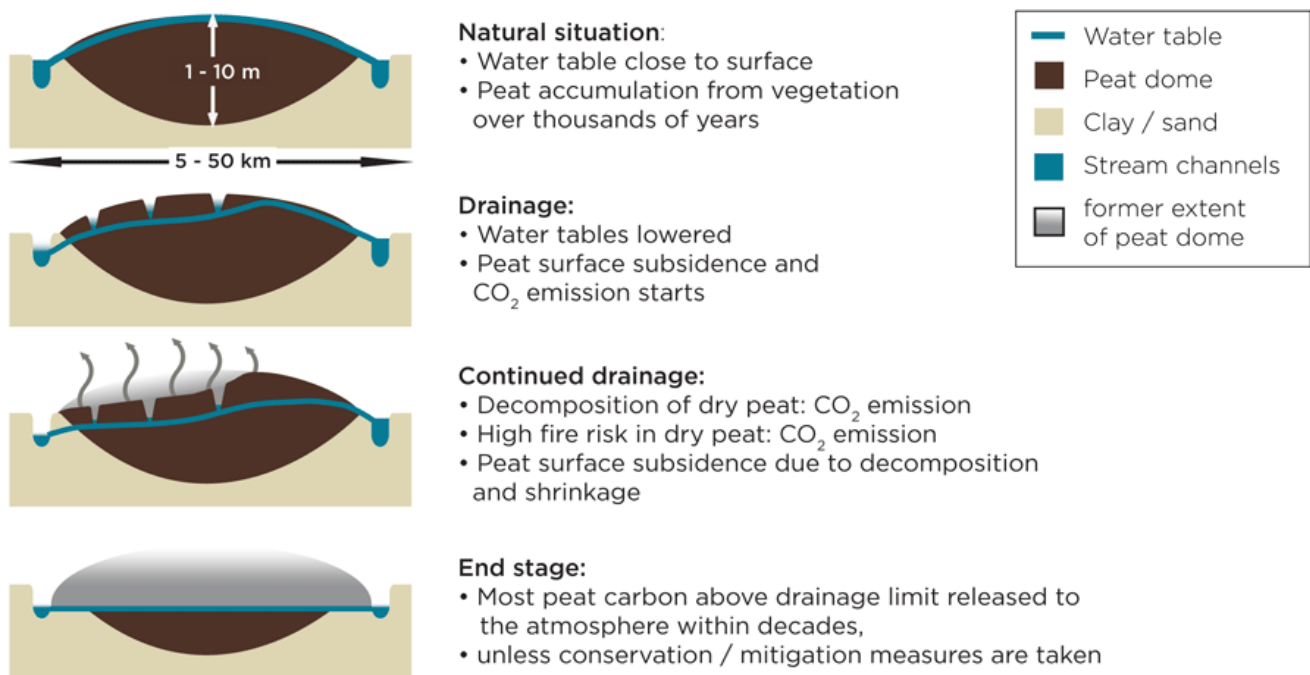 1 - 10 m
5 - 50 km
Natural situation:
• Water table close to surface
• Peat accumulation from vegetation
over thousands of years
Drainage:
• Water tables lowered
• Peat surface subsidence and
CO₂ emission starts
Continued drainage:
• Decomposition of dry peat: CO₂ emission
• High fire risk in dry peat: CO₂ emission
• Peat surface subsidence due to decomposition
and shrinkage
End stage:
• Most peat carbon above drainage limit released to
the atmosphere within decades,
• unless conservation / mitigation measures are taken
Water table
Peat dome
Clay / sand
Stream channels
former extent
of peat dome